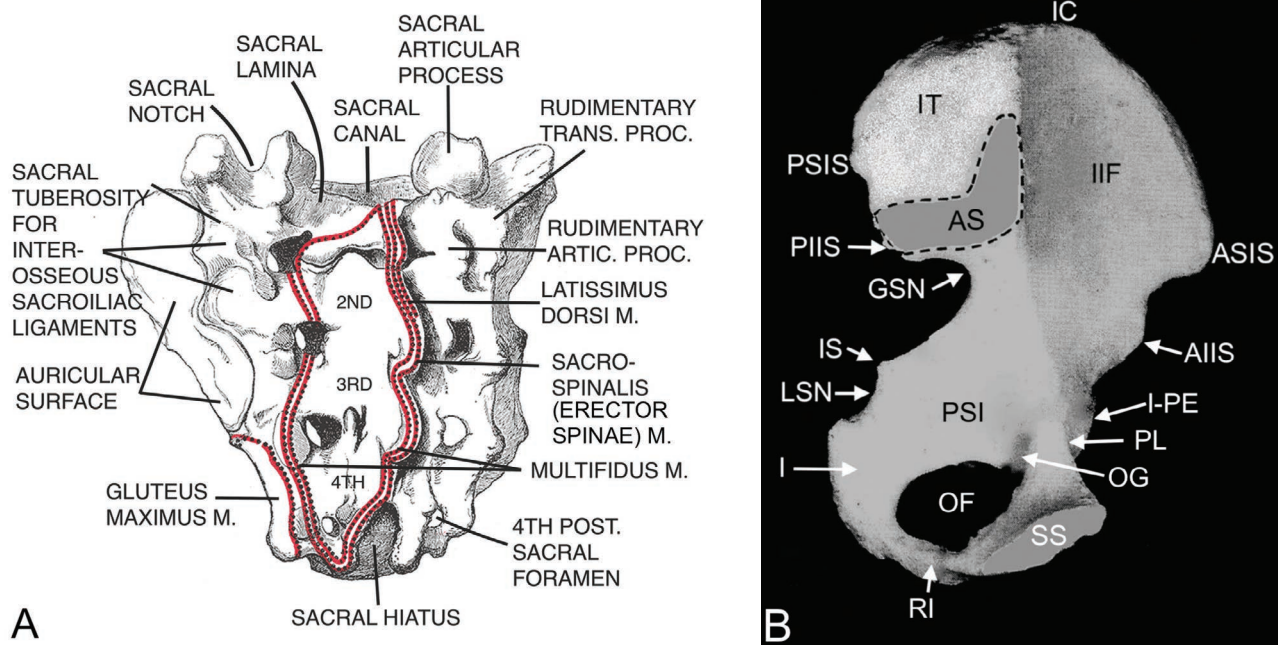 SACRAL
ARTICULAR
PROCESS
SACRAL
LAMINA
SACRAL
NOTCH
SACRAL
CANAL
RUDIMENTARY
TRANS. PROC.
SACRAL
TUBEROSITY
FOR
INTER-
OSSEOUS
SACROILIAC
LIGAMENTS
RUDIMENTARY
ARTIC. PROC.
LATISSIMUS
DORSI M.
2ND
SACRO-
SPINALIS
(ERECTOR
SPINAE) M.
3RD
AURICULAR
SURFACE
MULTIFIDUS M.
4TH
GLUTEUS
MAXIMUS M.
4TH POST.
SACRAL
FORAMEN
SACRAL HIATUS
A
IC
IT
PSIS
IIF
AS
PIIS
ASIS
GSN
IS
AIIS
LSN
I-PE
PSI
PL
I
OG
OF
SS
RI
B